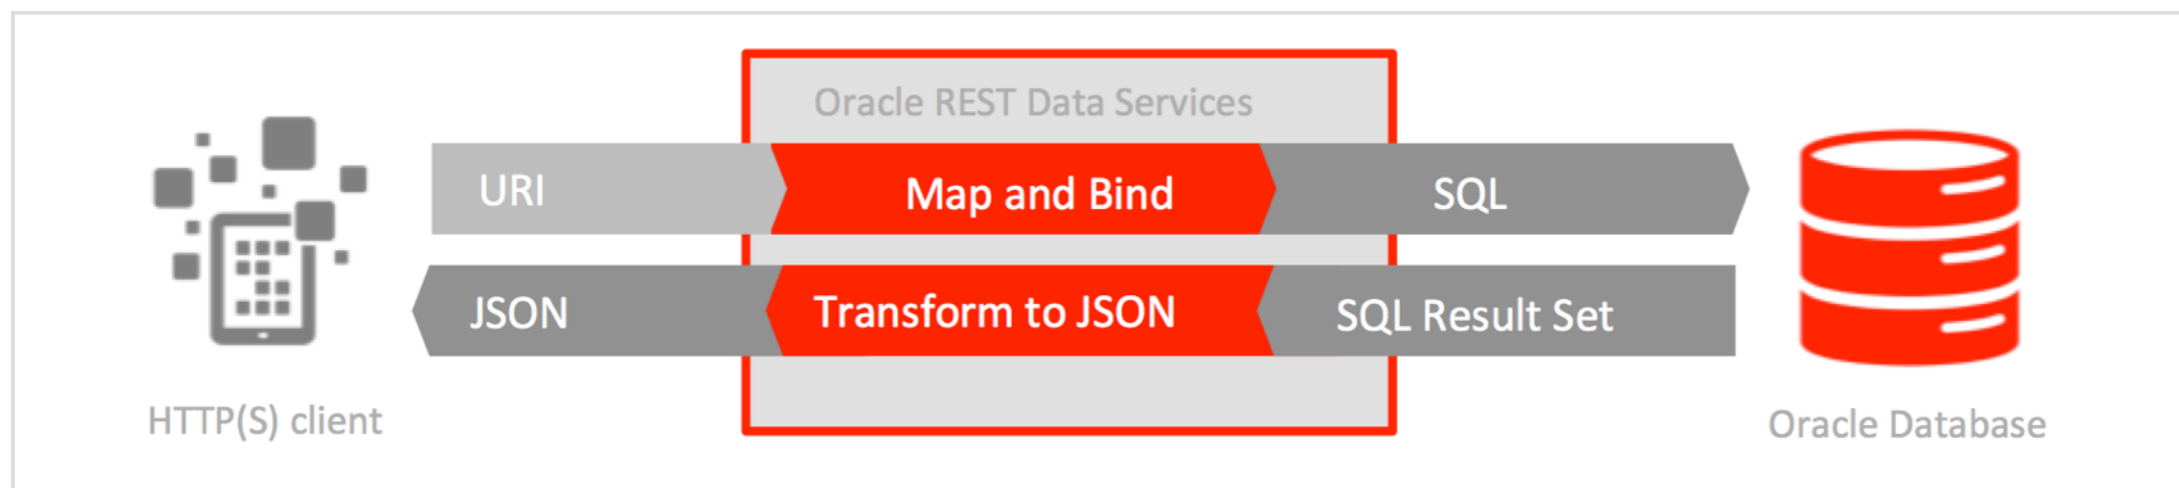 Oracle REST Data Services
URI
Map and Bind
SQL
JSON
Transform to JSON
SQL Result Set
HTTP(S) client
Oracle Database